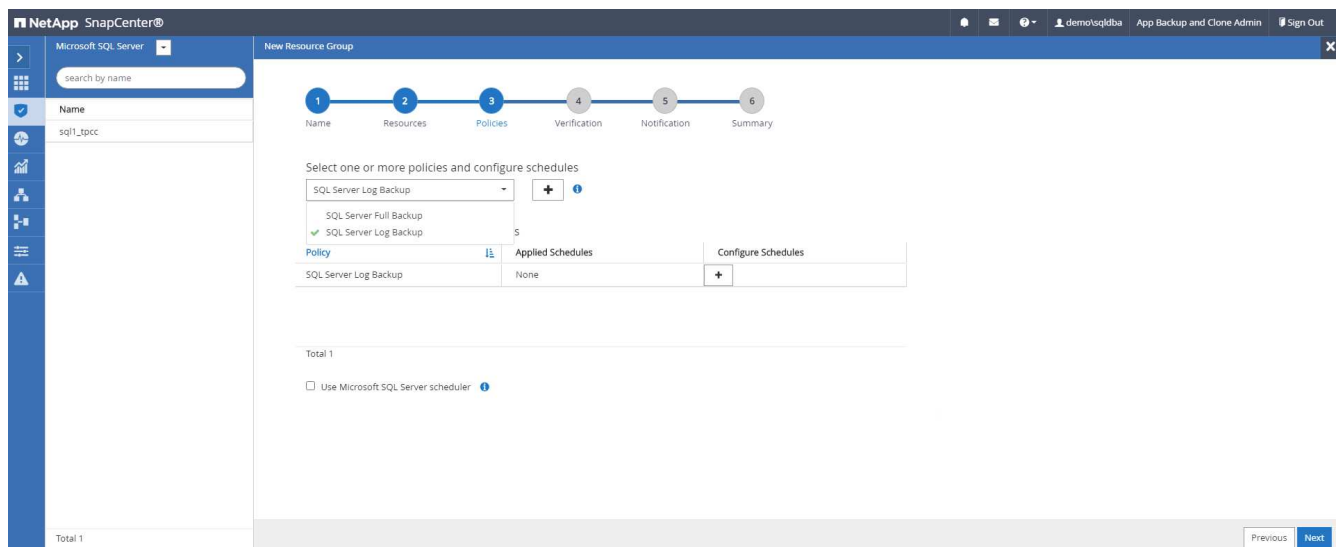 NetApp SnapCenter®
demo\sqldba App Backup and Clone Admin Sign Out
Microsoft SQL Server
New Resource Group
search by name
Name
sql1_tpcc
1 2 3 4 5 6
Name Resources Policies Verification Notification Summary
Select one or more policies and configure schedules
SQL Server Log Backup
SQL Server Full Backup
SQL Server Log Backup
s
Policy Applied Schedules Configure Schedules
SQL Server Log Backup None
Total 1
Use Microsoft SQL Server scheduler
Total 1
Previous Next